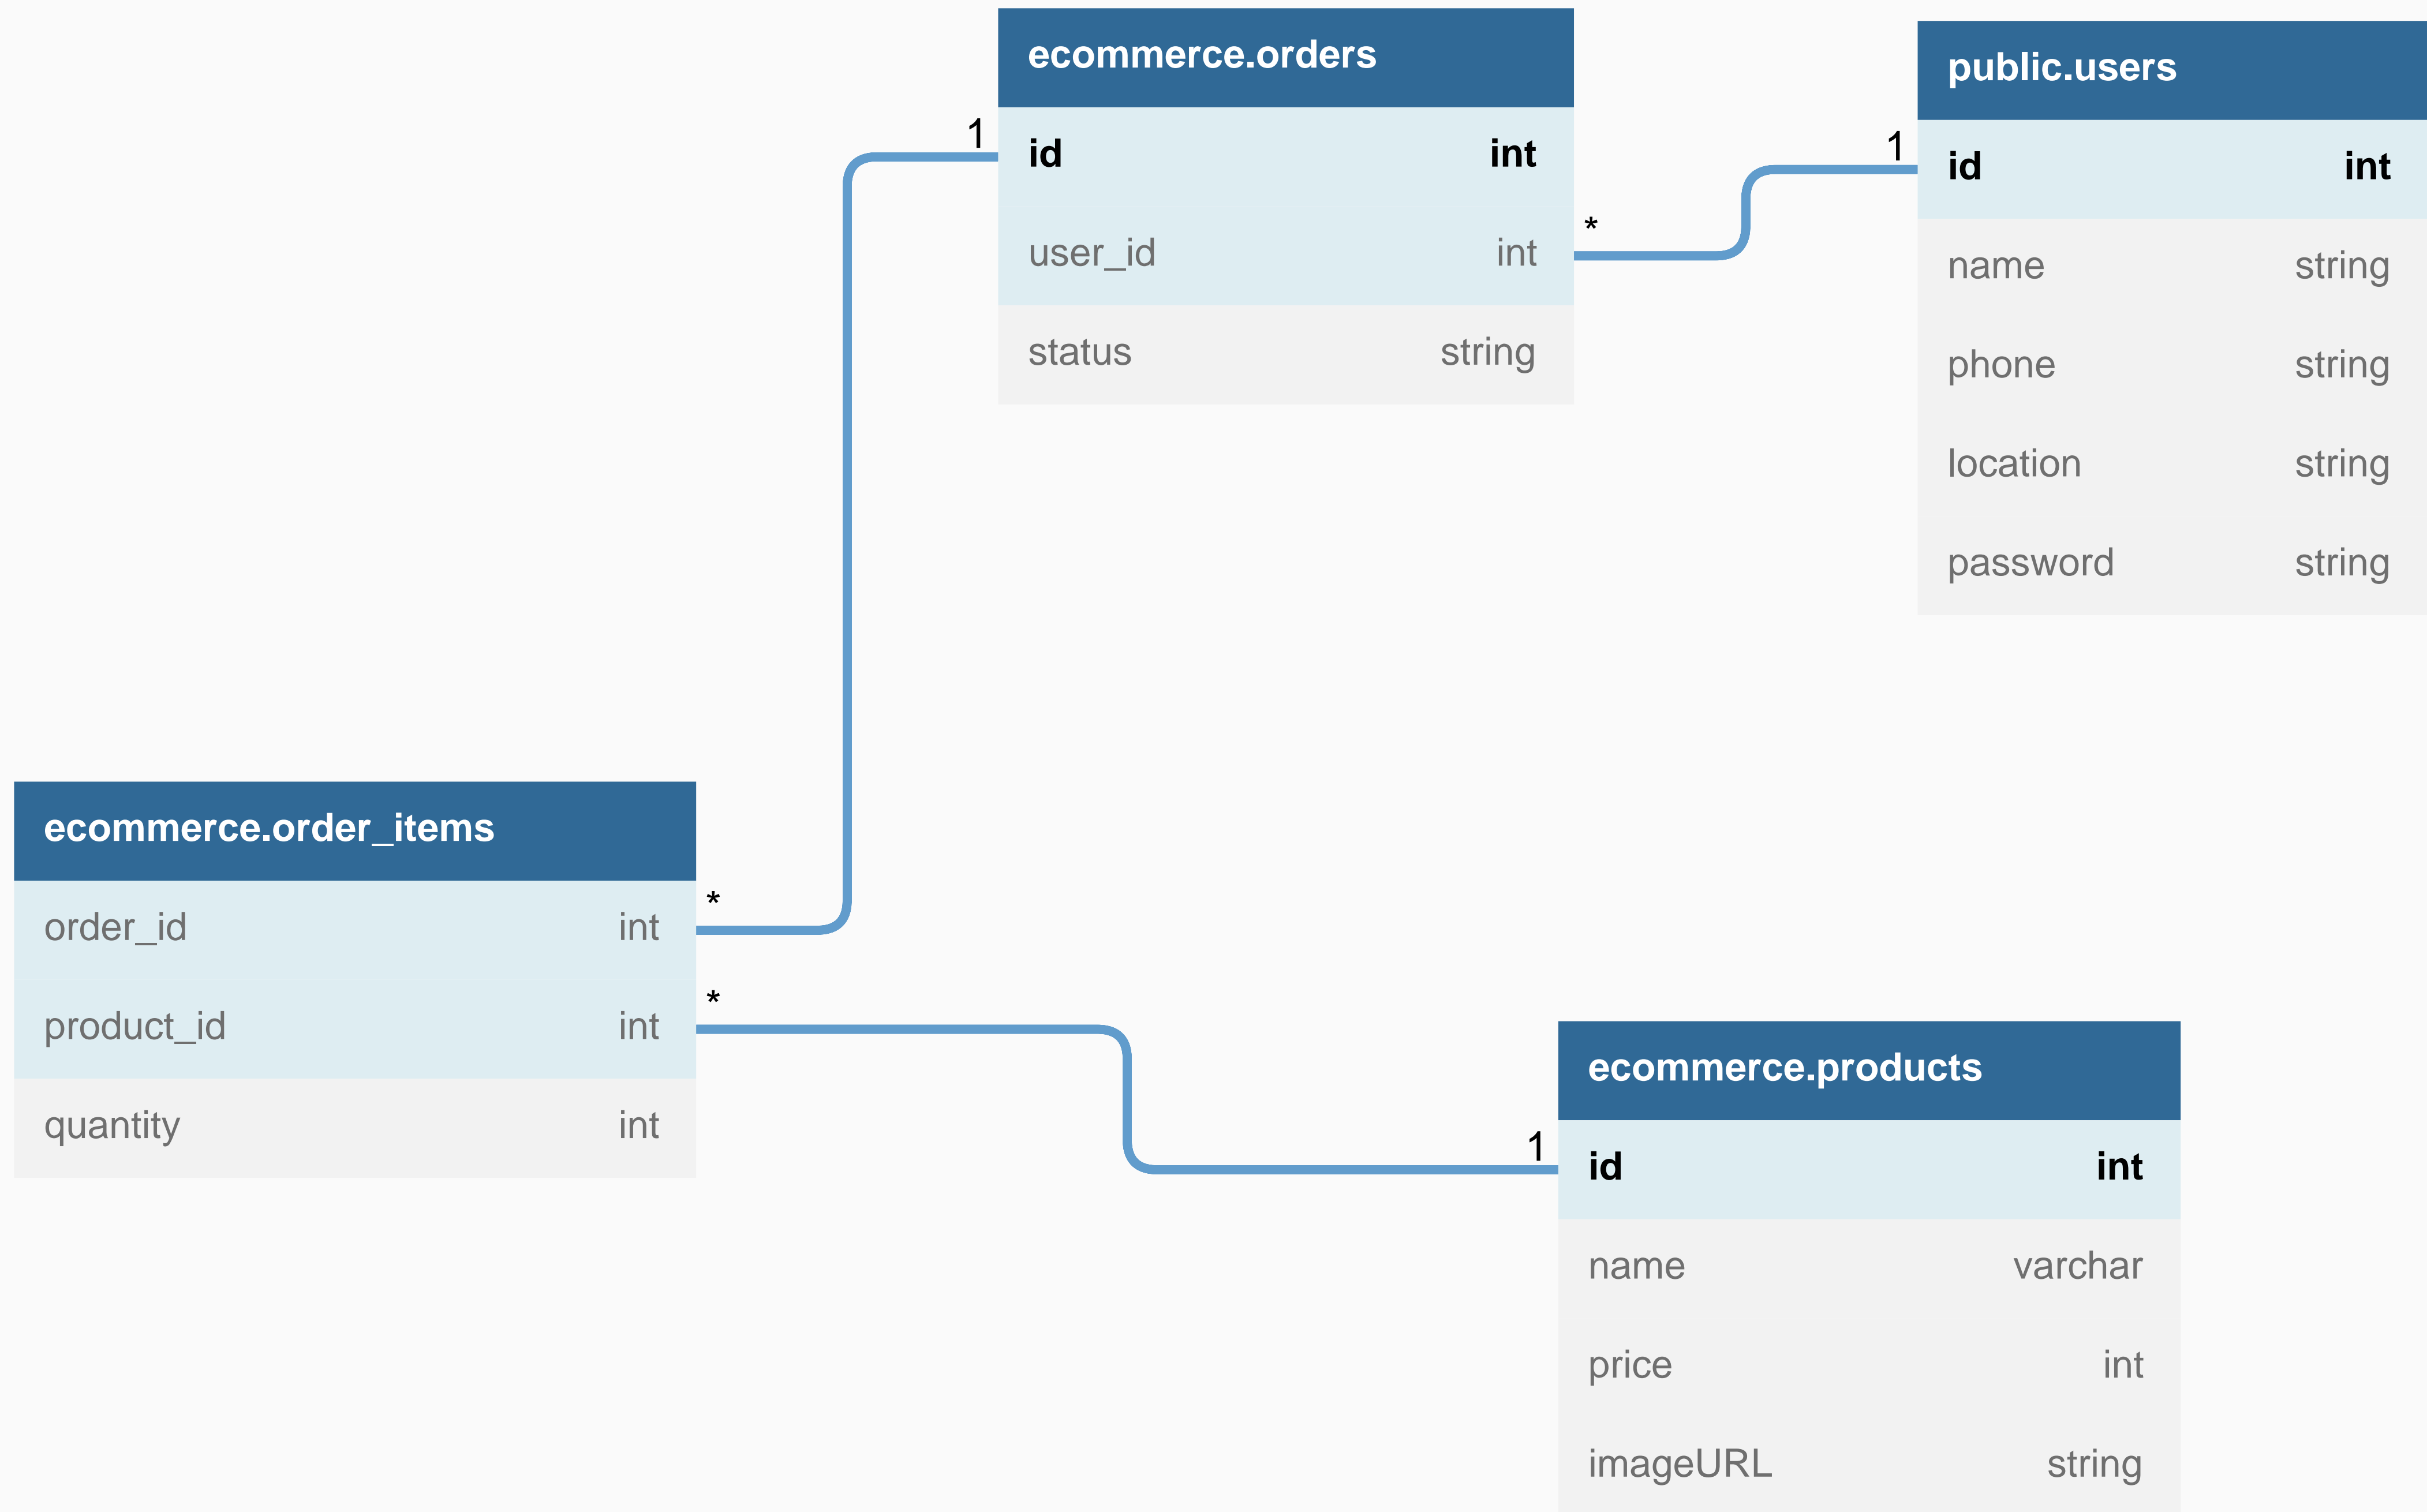 ecommerce.orders
1
id int
user_id int
*
status string
public.users
1
id int
name string
phone string
location string
password string
ecommerce.order_items
order_id int
*
product_id int
*
quantity int
ecommerce.products
1
id int
name varchar
price int
imageURL string